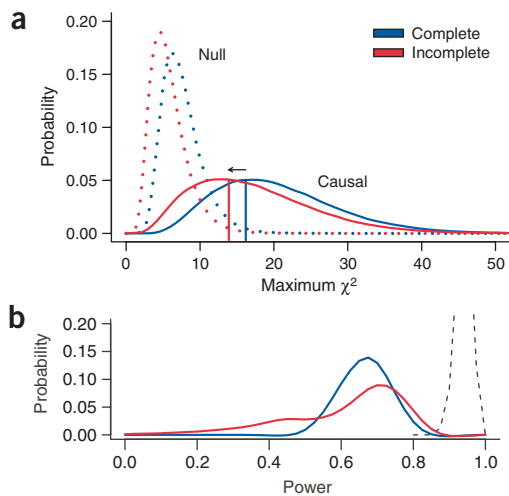 a
0.20
0.15
0.10
0.05
0.00
Probability
Null
Causal
Complete
Incomplete
0 10 20 30 40 50
Maximum χ²
b
0.20
0.15
0.10
0.05
0.00
Probability
0.0 0.2 0.4 0.6 0.8 1.0
Power